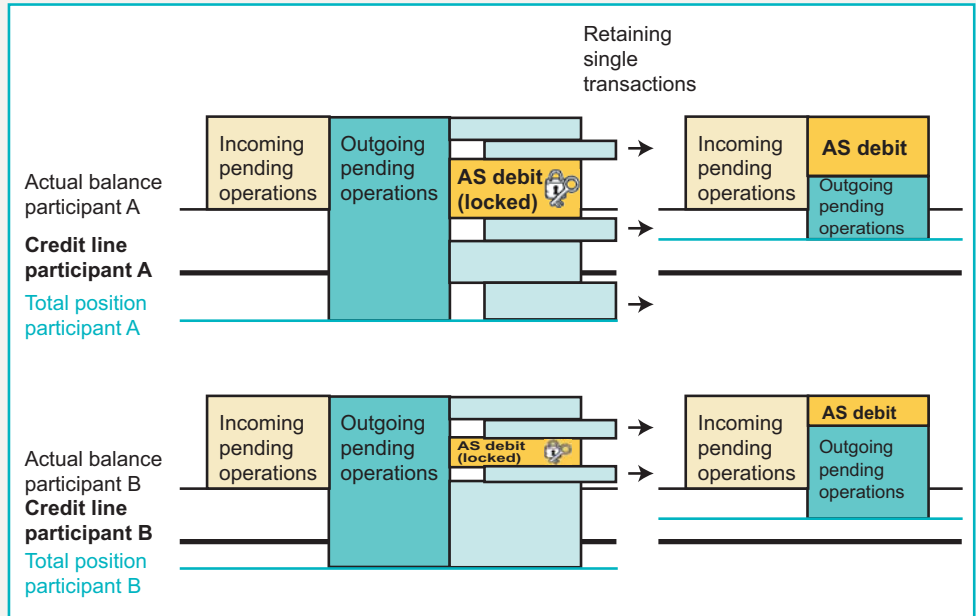 Retaining
single
transactions
Incoming
pending
operations
Outgoing
pending
operations
AS debit
(locked)
Incoming
pending
operations
AS debit
Outgoing
pending
operations
Actual balance
participant A
Credit line
participant A
Total position
participant A
Incoming
pending
operations
Outgoing
pending
operations
AS debit
(locked)
Incoming
pending
operations
AS debit
Outgoing
pending
operations
Actual balance
participant B
Credit line
participant B
Total position
participant B